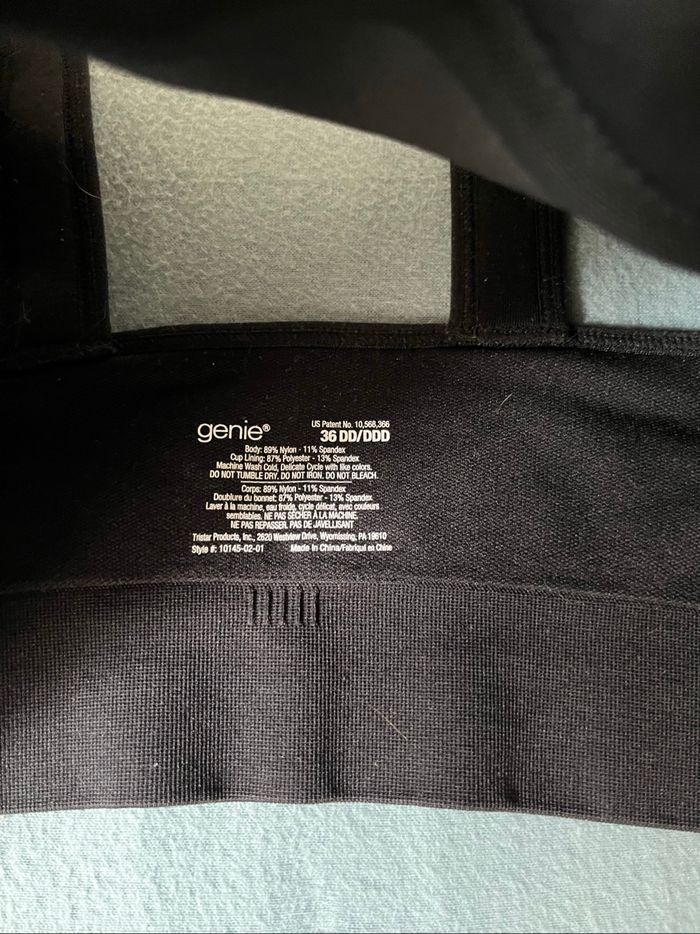 genie®
US Patent No. 10,568,366
36 DD/DDD
Body: 89% Nylon - 11% Spandex
Cup Lining: 87% Polyester - 13% Spandex
Machine Wash Cold, Delicate Cycle with like colors.
DO NOT TUMBLE DRY. DO NOT IRON. DO NOT BLEACH.
Corps: 89% Nylon - 11% Spandex
Doublure du bonnet: 87% Polyester - 13% Spandex
Laver à la machine, eau froide, cycle délicat, avec couleurs
semblables. NE PAS SÉCHER À LA MACHINE.
NE PAS REPASSER. PAS DE JAVELLISANT
Tristar Products, Inc., 2620 Westview Drive, Wyomissing, PA 19610
Style #: 10145-02-01 Made in China/Fabriqué en Chine